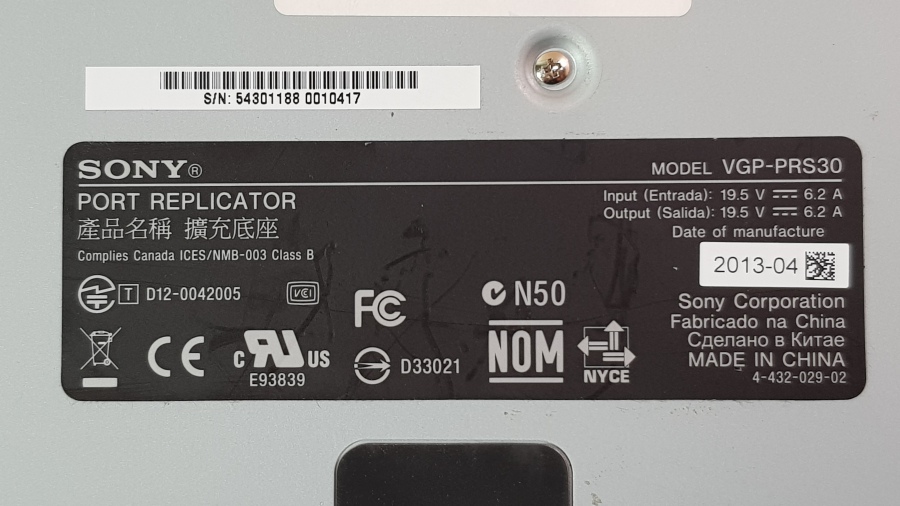 S/N: 54301188 0010417
SONY®
MODEL VGP-PRS30
PORT REPLICATOR
產品名稱 擴充底座
Complies Canada ICES/NMB-003 Class B
Input (Entrada): 19.5 V ⎓ 6.2 A
Output (Salida): 19.5 V ⎓ 6.2 A
Date of manufacture
2013-04
T D12-0042005
VCI
FC
N50
c RU US
E93839
CE
D33021
NOM
NYCE
Sony Corporation
Fabricado na China
Сделано в Китае
MADE IN CHINA
4-432-029-02